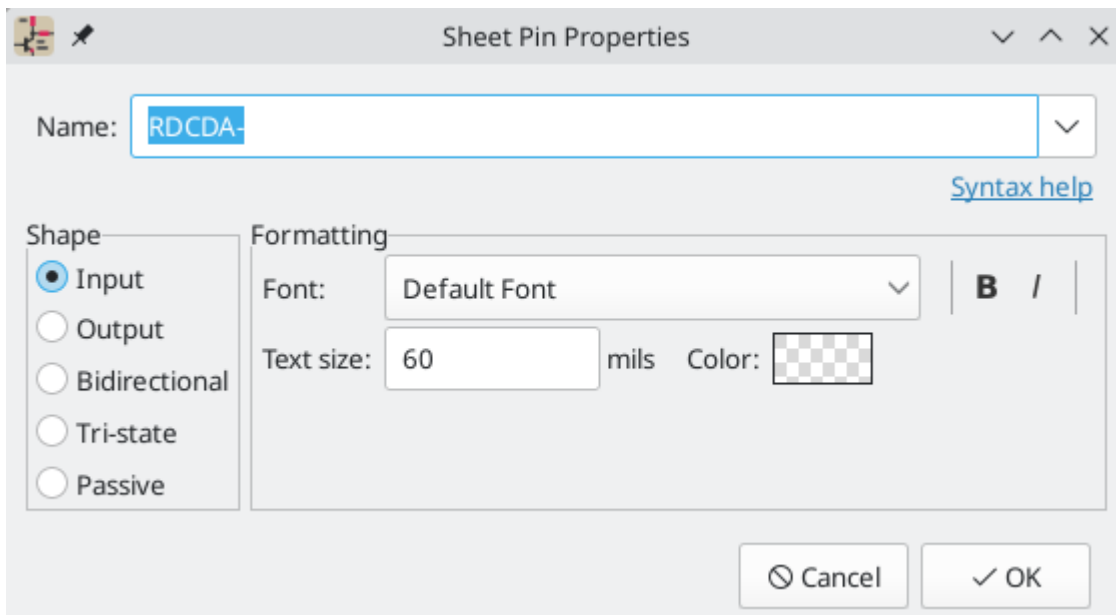 Sheet Pin Properties
Name: RDCDA-
Syntax help
Shape
Input
Output
Bidirectional
Tri-state
Passive
Formatting
Font: Default Font B I
Text size: 60 mils Color:
Cancel OK